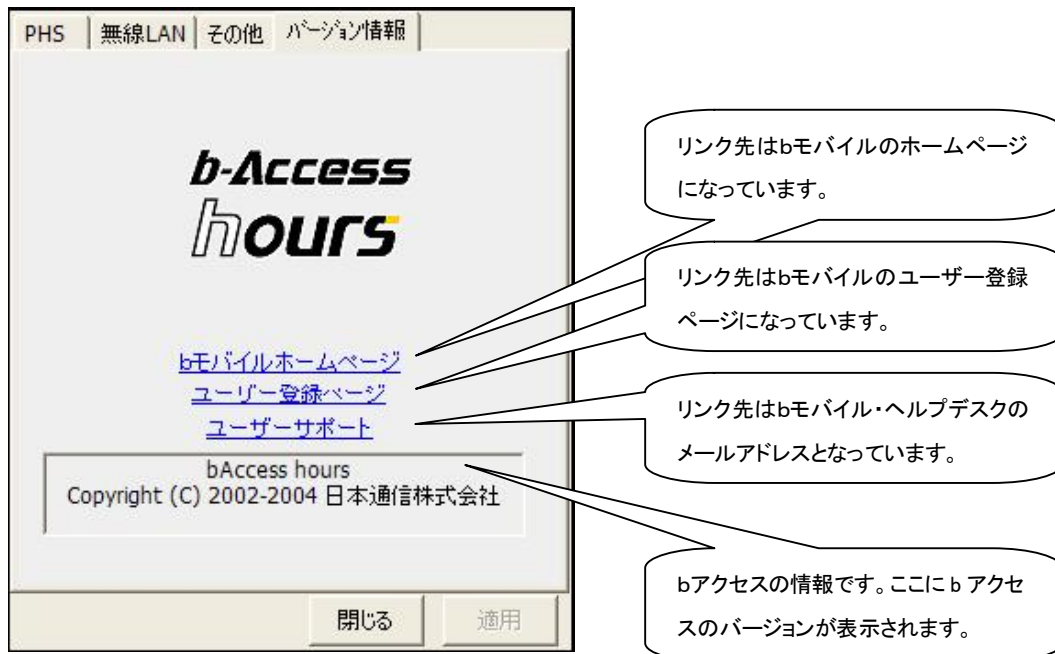 PHS 無線LAN その他 バージョン情報
b-Access
hours
bモバイルホームページ
ユーザー登録ページ
ユーザーサポート
bAccess hours
Copyright (C) 2002-2004 日本通信株式会社
閉じる 適用
リンク先はbモバイルのホームページ
になっています。
リンク先はbモバイルのユーザー登録
ページになっています。
リンク先はbモバイル・ヘルプデスクの
メールアドレスとなっています。
bアクセスの情報です。ここに b アクセ
スのバージョンが表示されます。